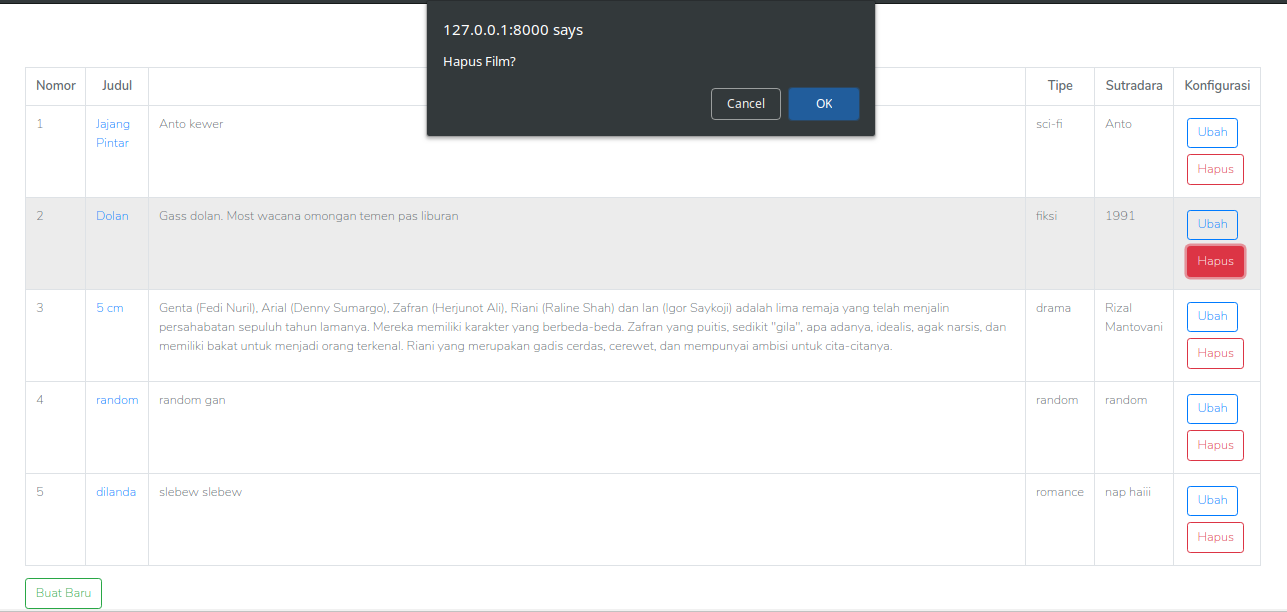 127.0.0.1:8000 says
Hapus Film?
Cancel OK
Nomor Judul Tipe Sutradara Konfigurasi
1 Jajang Pintar Anto kewer sci-fi Anto Ubah
Hapus
2 Dolan Gass dolan. Most wacana omongan temen pas liburan fiksi 1991 Ubah
Hapus
3 5 cm Genta (Fedi Nuril), Arial (Denny Sumargo), Zafran (Herjunot Ali), Riani (Raline Shah) dan Ian (Igor Saykoji) adalah lima remaja yang telah menjalin drama Rizal Ubah
persahabatan sepuluh tahun lamanya. Mereka memiliki karakter yang berbeda-beda. Zafran yang puitis, sedikit "gila", apa adanya, idealis, agak narsis, dan Mantovani
memiliki bakat untuk menjadi orang terkenal. Riani yang merupakan gadis cerdas, cerewet, dan mempunyai ambisi untuk cita-citanya. Hapus
4 random random gan random random Ubah
Hapus
5 dilanda slebew slebew romance nap haiii Ubah
Hapus
Buat Baru